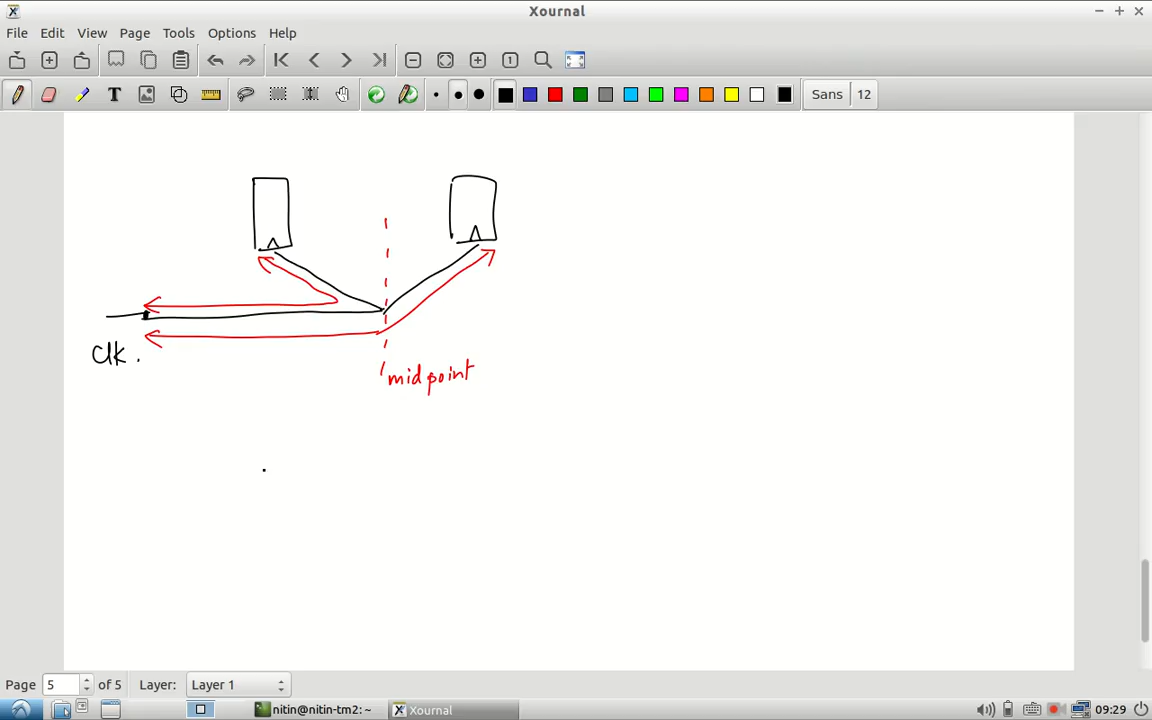 Xournal
File Edit View Page Tools Options Help
Sans 12
Clk .
midpoint
Page 5 of 5 Layer: Layer 1
nitin@nitin-tm2: ~ Xournal 09:29